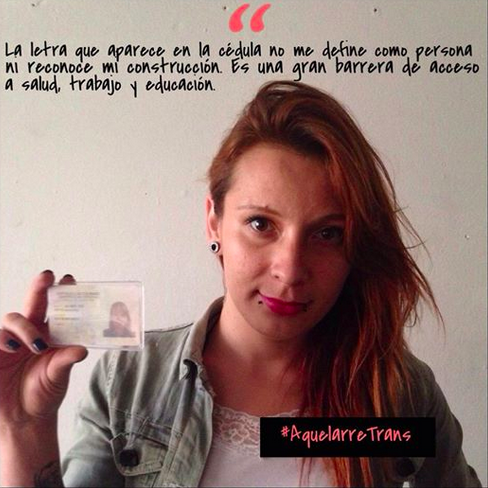 “
La letra que aparece en la cédula no me define como persona
ni reconoce mi construcción. Es una gran barrera de acceso
a salud, trabajo y educación.
#AquelarreTrans